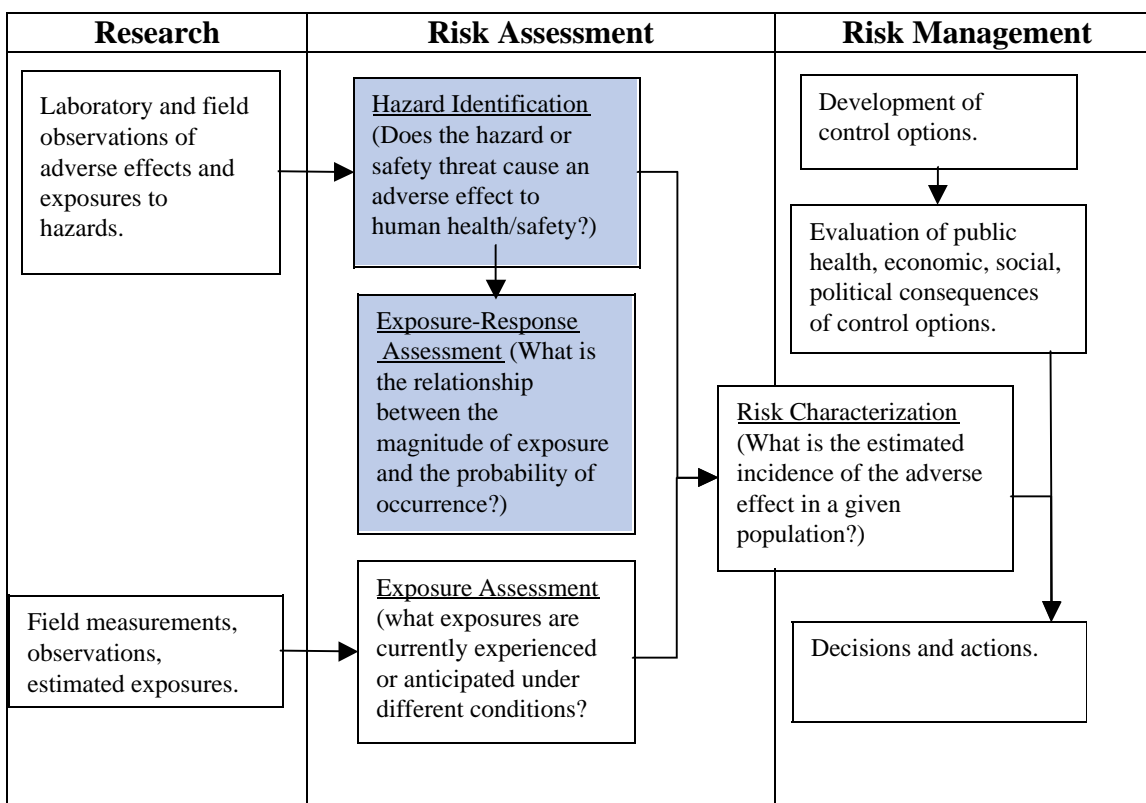 Research
Risk Assessment
Risk Management
Laboratory and field
observations of
adverse effects and
exposures to
hazards.
Hazard Identification
(Does the hazard or
safety threat cause an
adverse effect to
human health/safety?)
Development of
control options.
Evaluation of public
health, economic, social,
political consequences
of control options.
Exposure-Response
Assessment (What is
the relationship
between the
magnitude of exposure
and the probability of
occurrence?)
Risk Characterization
(What is the estimated
incidence of the adverse
effect in a given
population?)
Field measurements,
observations,
estimated exposures.
Exposure Assessment
(what exposures are
currently experienced
or anticipated under
different conditions?
Decisions and actions.